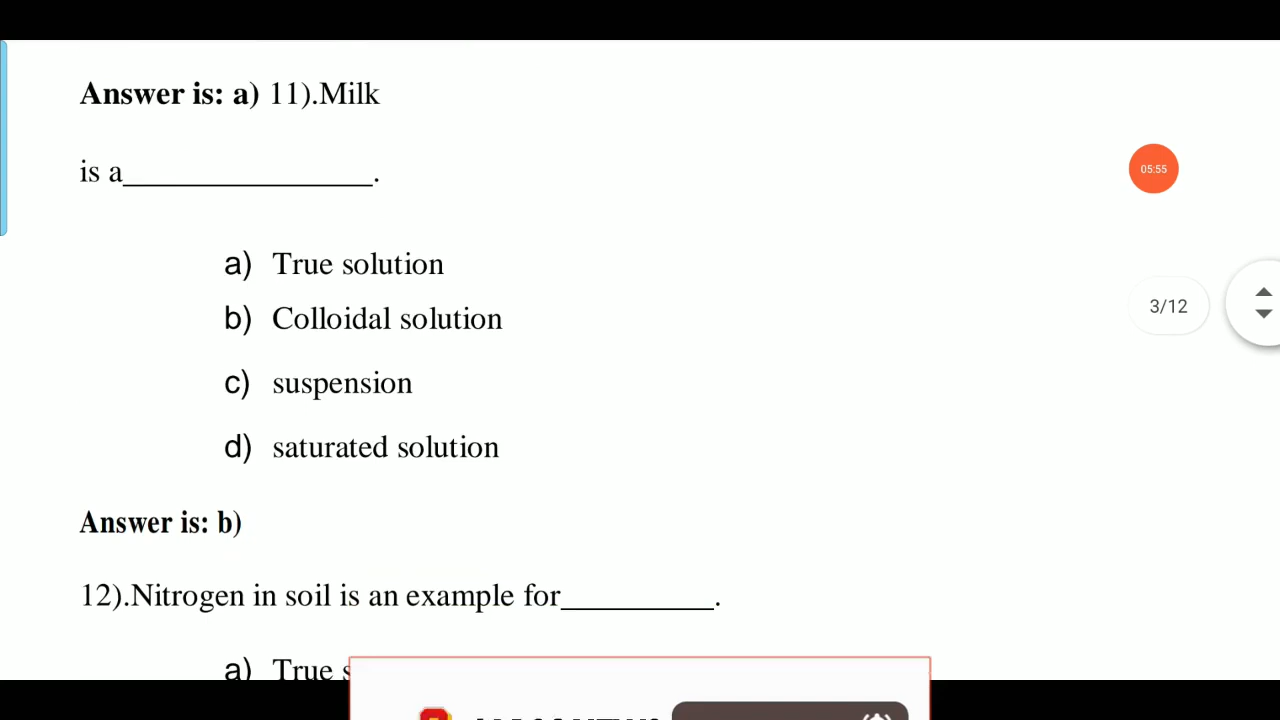 Answer is: a) 11).Milk
is a________________.
05:55
a) True solution
3/12
b) Colloidal solution
c) suspension
d) saturated solution
Answer is: b)
12).Nitrogen in soil is an example for__________.
a) True